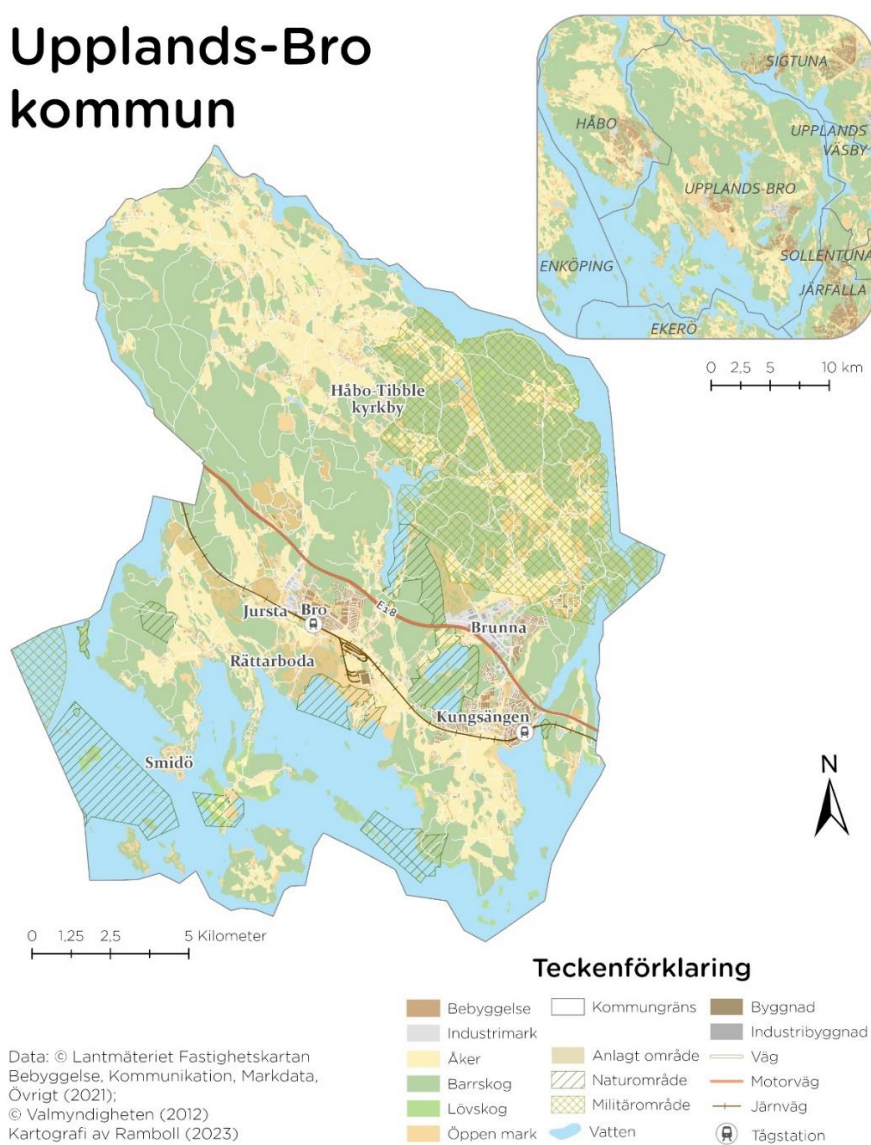 Upplands-Bro
kommun
SIGTUNA
HÅBO
UPPLANDS
VÄSBY
UPPLANDS-BRO
SOLLENTUNA
ENKÖPING
JÄRFÄLLA
EKERÖ
0 2,5 5 10 km
Håbo-Tibble
kyrkby
E18
Jursta
Bro
Brunna
Rättarboda
Kungsängen
Smidö
N
0 1,25 2,5 5 Kilometer
Teckenförklaring
Bebyggelse
Industrimark
Åker
Barrskog
Lövskog
Öppen mark
Kommungräns
Anlagt område
Naturområde
Militärområde
Vatten
Byggnad
Industribyggnad
Väg
Motorväg
Järnväg
Tågstation
Data: © Lantmäteriet Fastighetskartan
Bebyggelse, Kommunikation, Markdata,
Övrigt (2021);
© Valmyndigheten (2012)
Kartografi av Ramboll (2023)